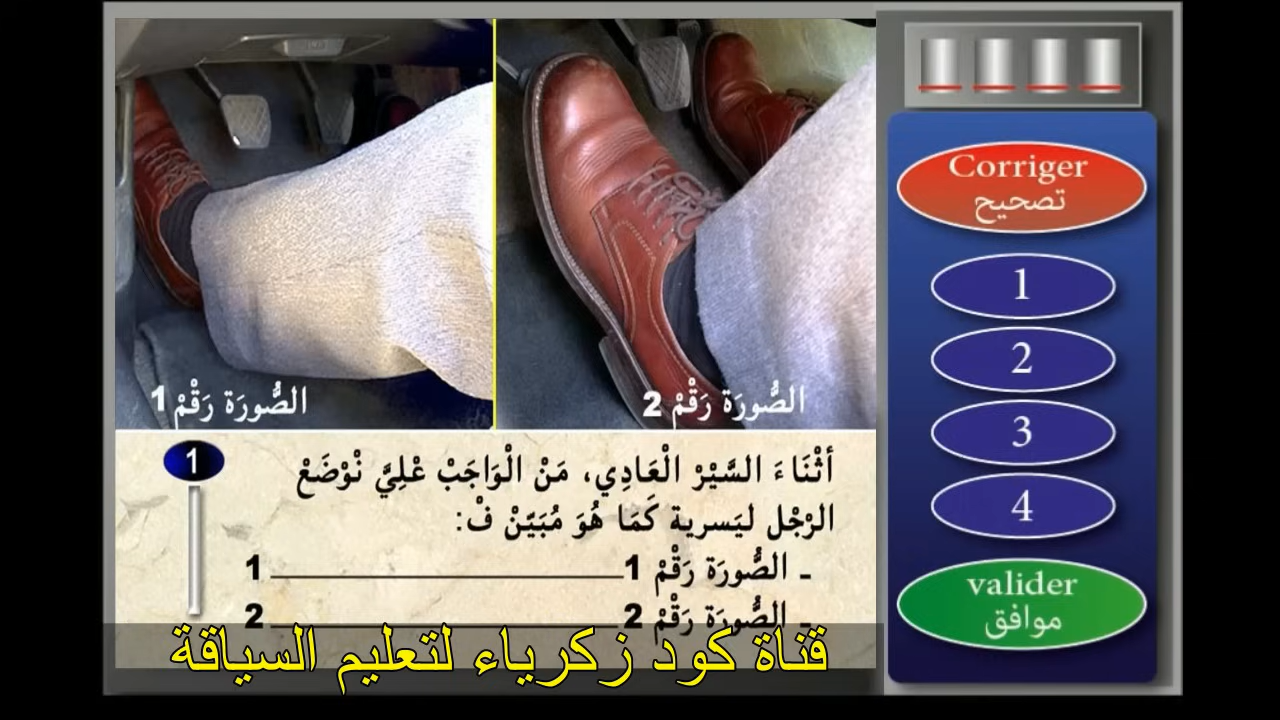 الصُّورَة رَقْمْ 1
الصُّورَة رَقْمْ 2
1
أثْنَاءَ السَّيْرْ الْعَادِي، مَنْ الْوَاجَبْ عْلِيَّ نْوْضَعْ
الرّجْل ليَسرية كَمَا هُوَ مُبَيّنْ فْ:
ـ الصُّورَة رَقْمْ 1 ــــــــــــــــــــ 1
ـ الصُّورَة رَقْمْ 2 ــــــــــــــــــــ 2
قناة كود زكرياء لتعليم السياقة
Corriger
تصحيح
1
2
3
4
valider
موافق